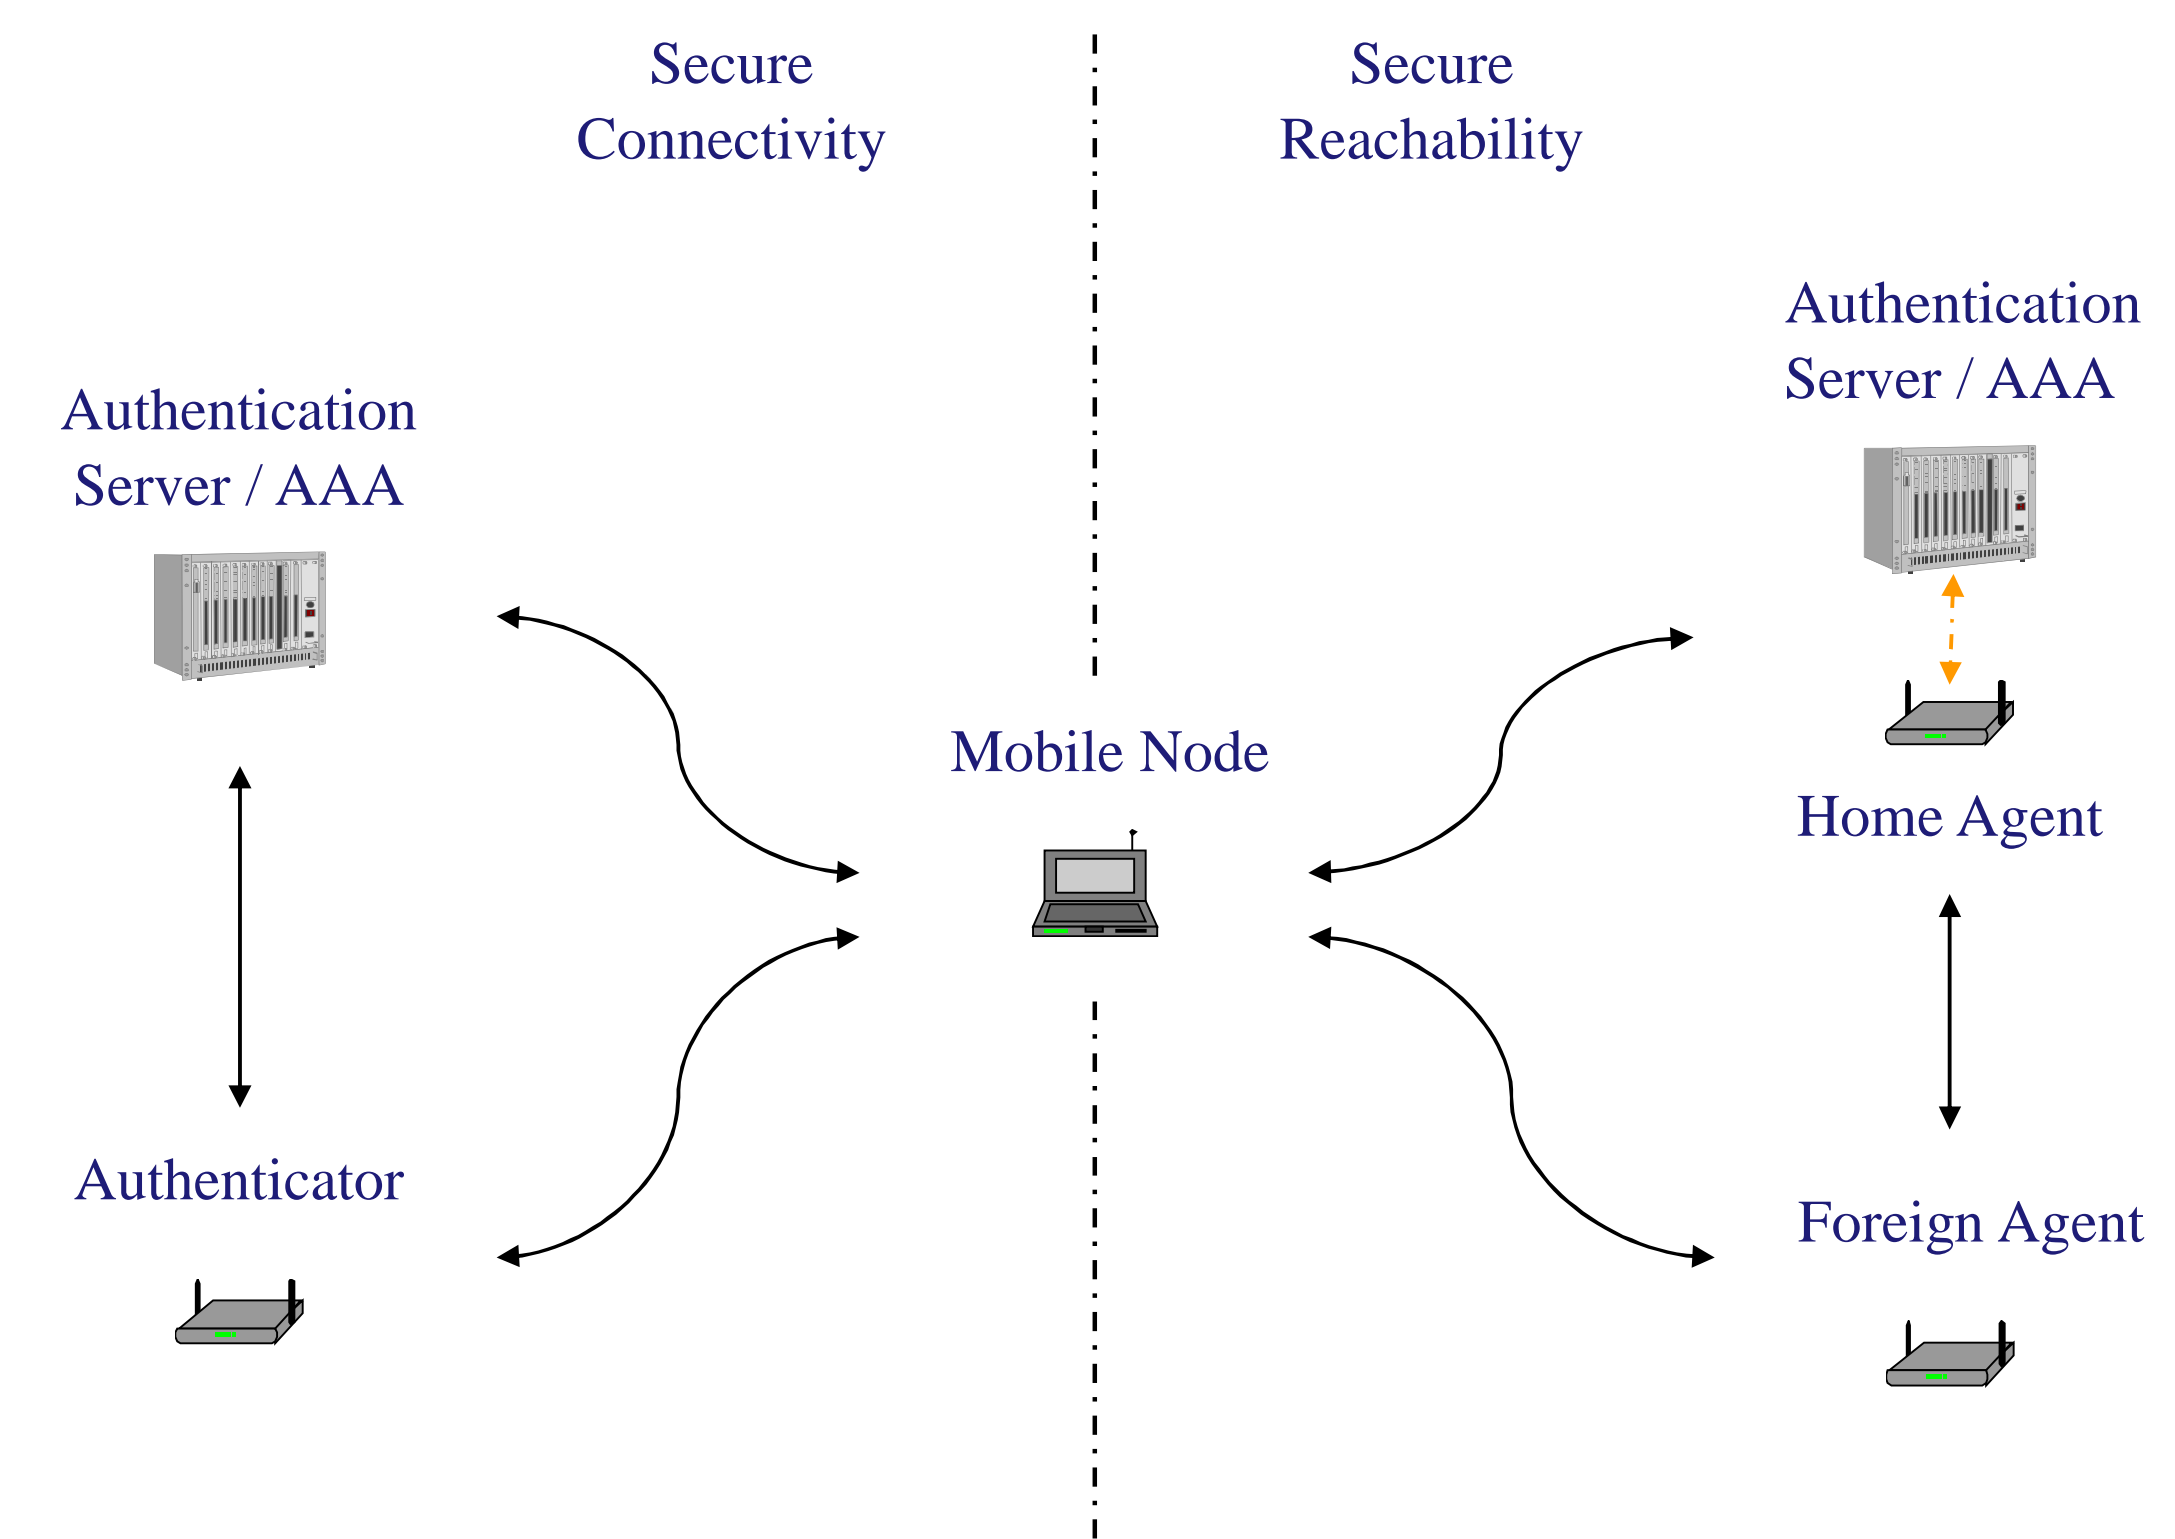 Secure
Connectivity
Secure
Reachability
Authentication
Server / AAA
Authentication
Server / AAA
Mobile Node
Home Agent
Authenticator
Foreign Agent